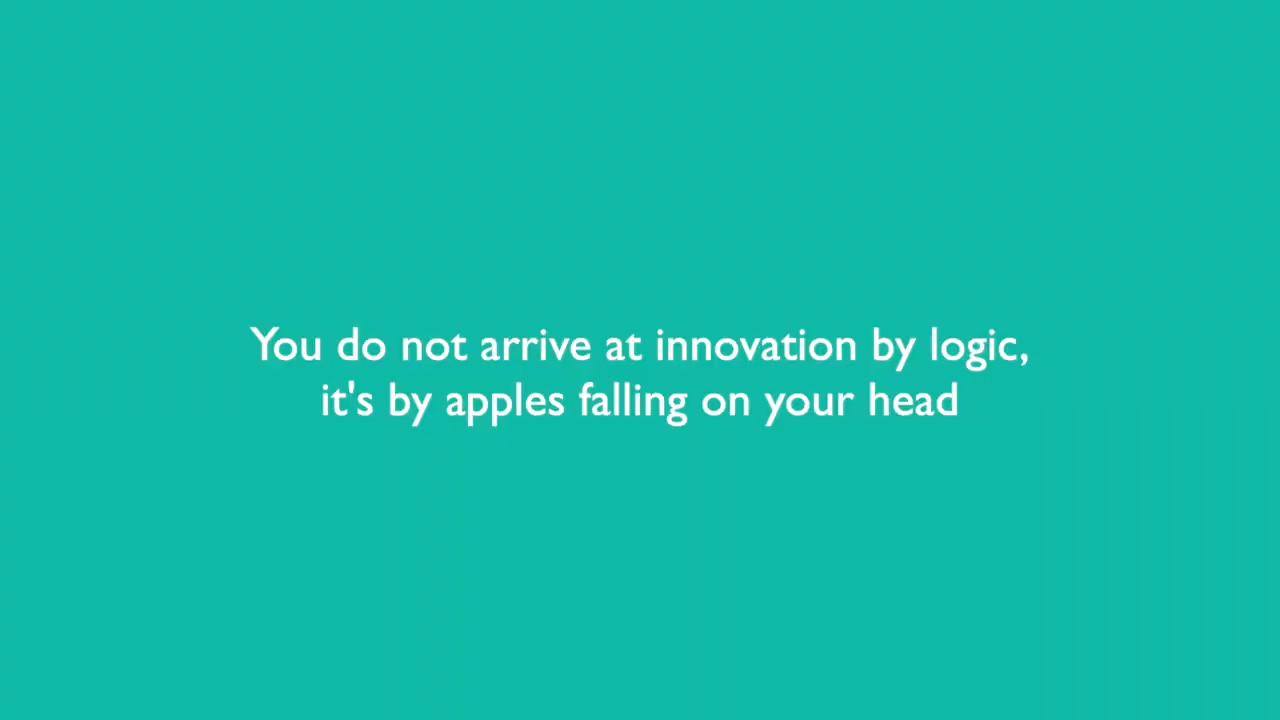 You do not arrive at innovation by logic,
it's by apples falling on your head